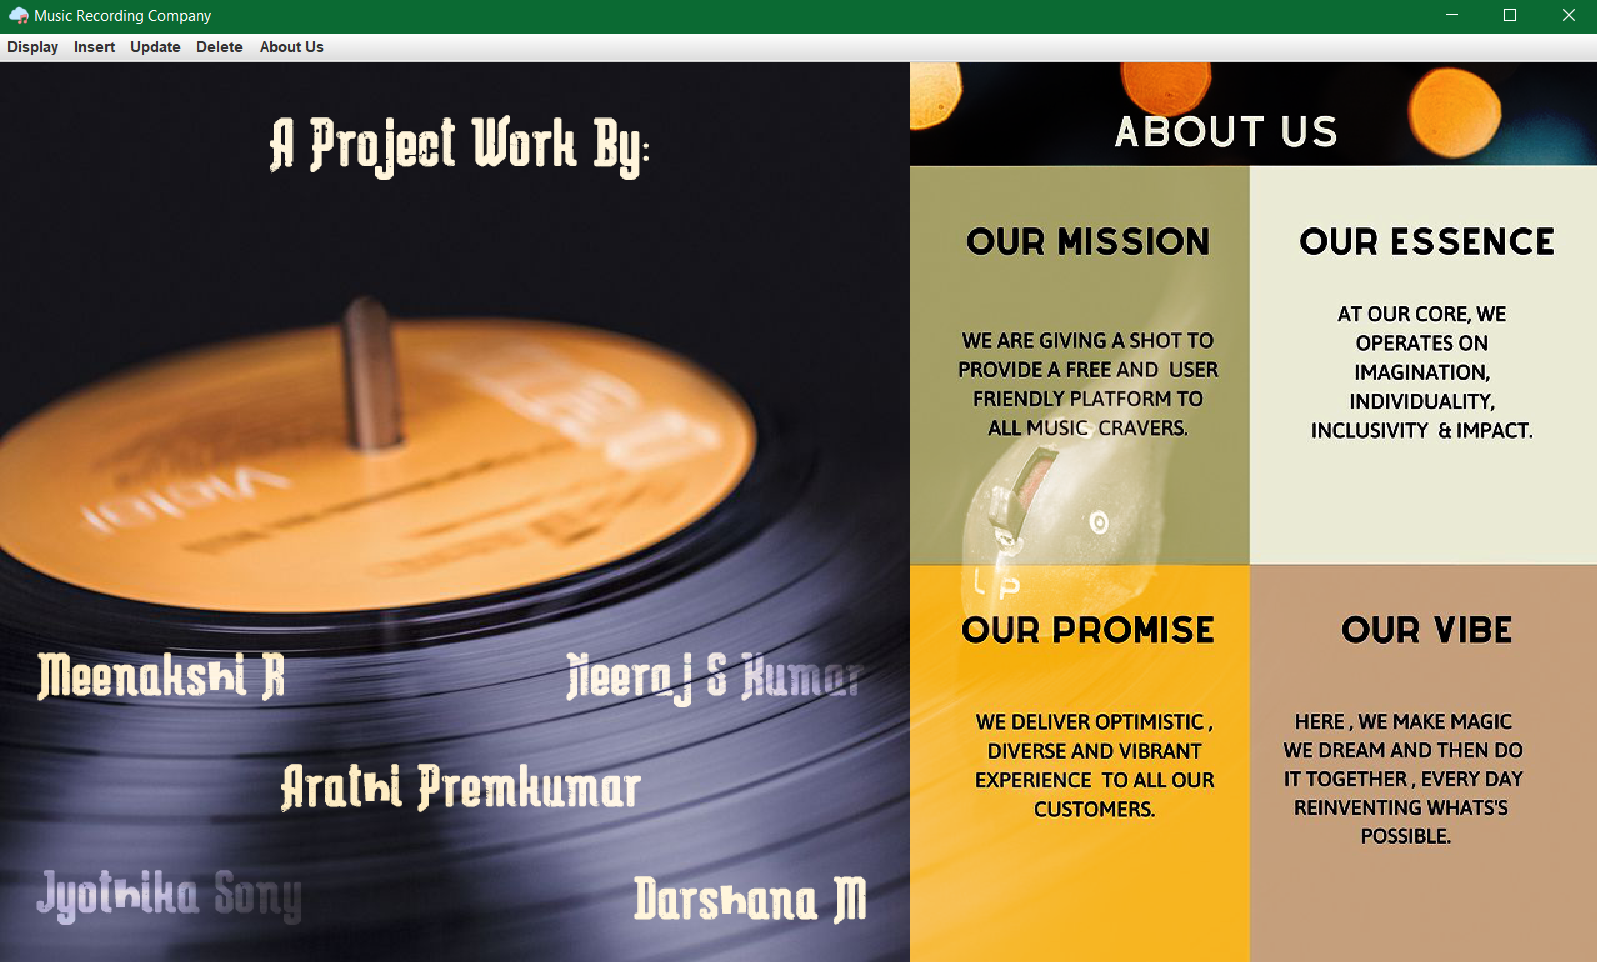 Music Recording Company
Display Insert Update Delete About Us
A Project Work By:
Meenakshi R
Neeraj S Kumar
Arathi Premkumar
Jyothika Sony
Darshana M
ABOUT US
OUR MISSION
WE ARE GIVING A SHOT TO
PROVIDE A FREE AND USER
FRIENDLY PLATFORM TO
ALL MUSIC CRAVERS.
OUR ESSENCE
AT OUR CORE, WE
OPERATES ON
IMAGINATION,
INDIVIDUALITY,
INCLUSIVITY & IMPACT.
LP
OUR PROMISE
WE DELIVER OPTIMISTIC ,
DIVERSE AND VIBRANT
EXPERIENCE TO ALL OUR
CUSTOMERS.
OUR VIBE
HERE , WE MAKE MAGIC
WE DREAM AND THEN DO
IT TOGETHER , EVERY DAY
REINVENTING WHATS'S
POSSIBLE.